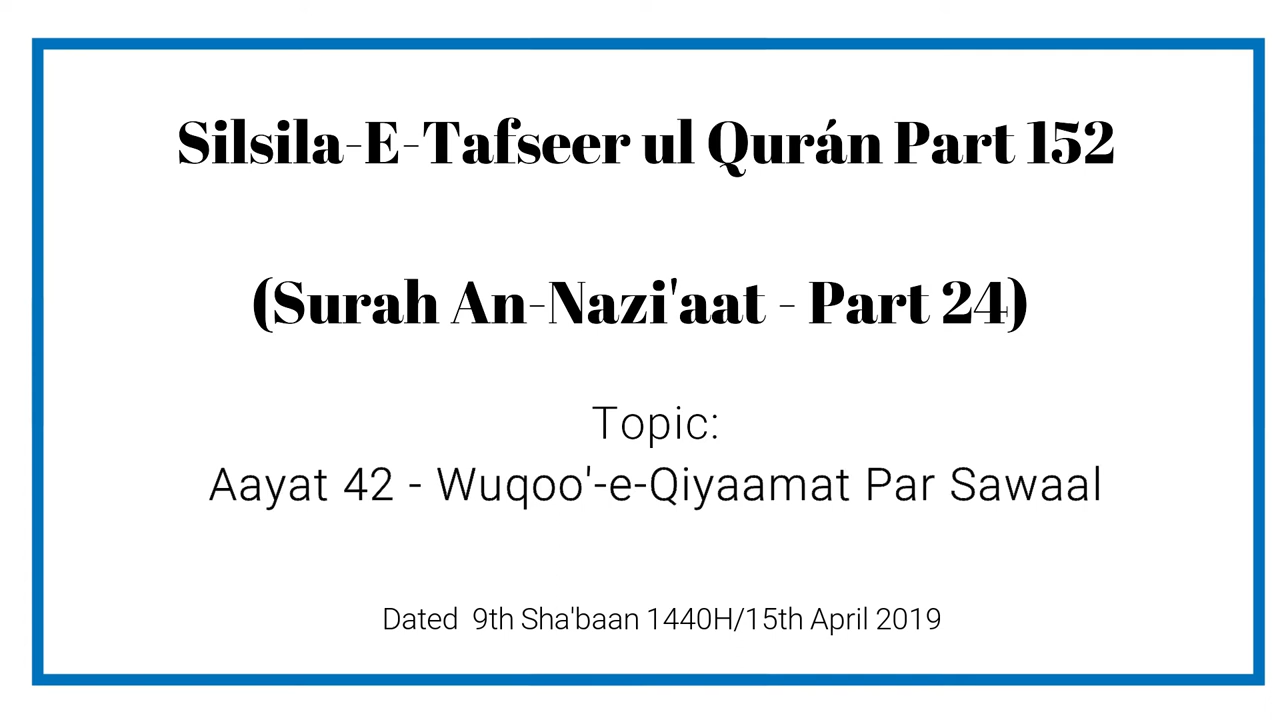 Silsila-E-Tafseer ul Qurán Part 152
(Surah An-Nazi'aat - Part 24)
Topic:
Aayat 42 - Wuqoo'-e-Qiyaamat Par Sawaal
Dated 9th Sha'baan 1440H/15th April 2019